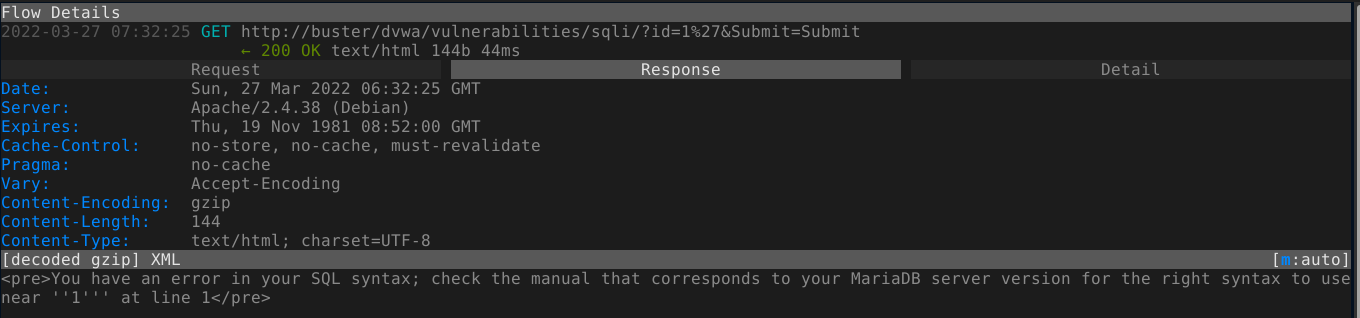 Flow Details
2022-03-27 07:32:25 GET http://buster/dvwa/vulnerabilities/sqli/?id=1%27&Submit=Submit
← 200 OK text/html 144b 44ms
Request Response Detail
Date: Sun, 27 Mar 2022 06:32:25 GMT
Server: Apache/2.4.38 (Debian)
Expires: Thu, 19 Nov 1981 08:52:00 GMT
Cache-Control: no-store, no-cache, must-revalidate
Pragma: no-cache
Vary: Accept-Encoding
Content-Encoding: gzip
Content-Length: 144
Content-Type: text/html; charset=UTF-8
[decoded gzip] XML [m:auto]
<pre>You have an error in your SQL syntax; check the manual that corresponds to your MariaDB server version for the right syntax to use
near ''1''' at line 1</pre>